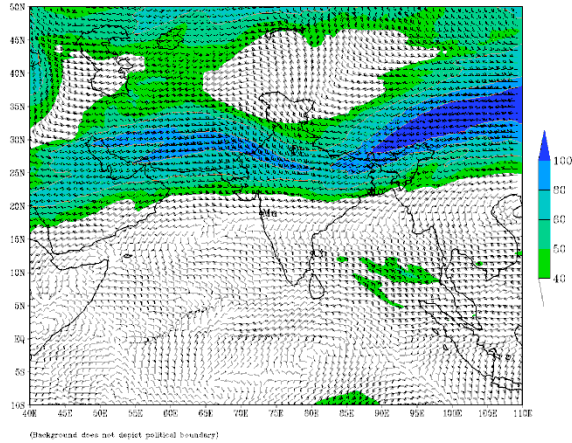 50N
45N
40N
35N
30N
25N
20N
15N
10N
5N
EQ
5S
10S
Mu
100
80
60
50
40
40E 45E 50E 55E 60E 65E 70E 75E 80E 85E 90E 95E 100E 105E 110E
(Background does not depict political boundary)